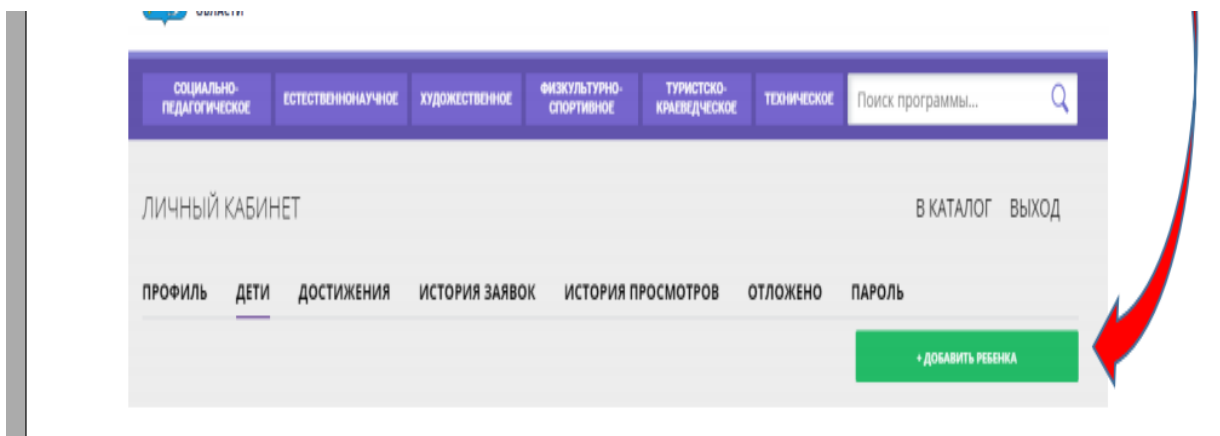 ОБЛАСТИ
СОЦИАЛЬНО-
ПЕДАГОГИЧЕСКОЕ
ЕСТЕСТВЕННОНАУЧНОЕ
ХУДОЖЕСТВЕННОЕ
ФИЗКУЛЬТУРНО-
СПОРТИВНОЕ
ТУРИСТСКО-
КРАЕВЕДЧЕСКОЕ
ТЕХНИЧЕСКОЕ
Поиск программы...
ЛИЧНЫЙ КАБИНЕТ
В КАТАЛОГ ВЫХОД
ПРОФИЛЬ ДЕТИ ДОСТИЖЕНИЯ ИСТОРИЯ ЗАЯВОК ИСТОРИЯ ПРОСМОТРОВ ОТЛОЖЕНО ПАРОЛЬ
+ ДОБАВИТЬ РЕБЕНКА